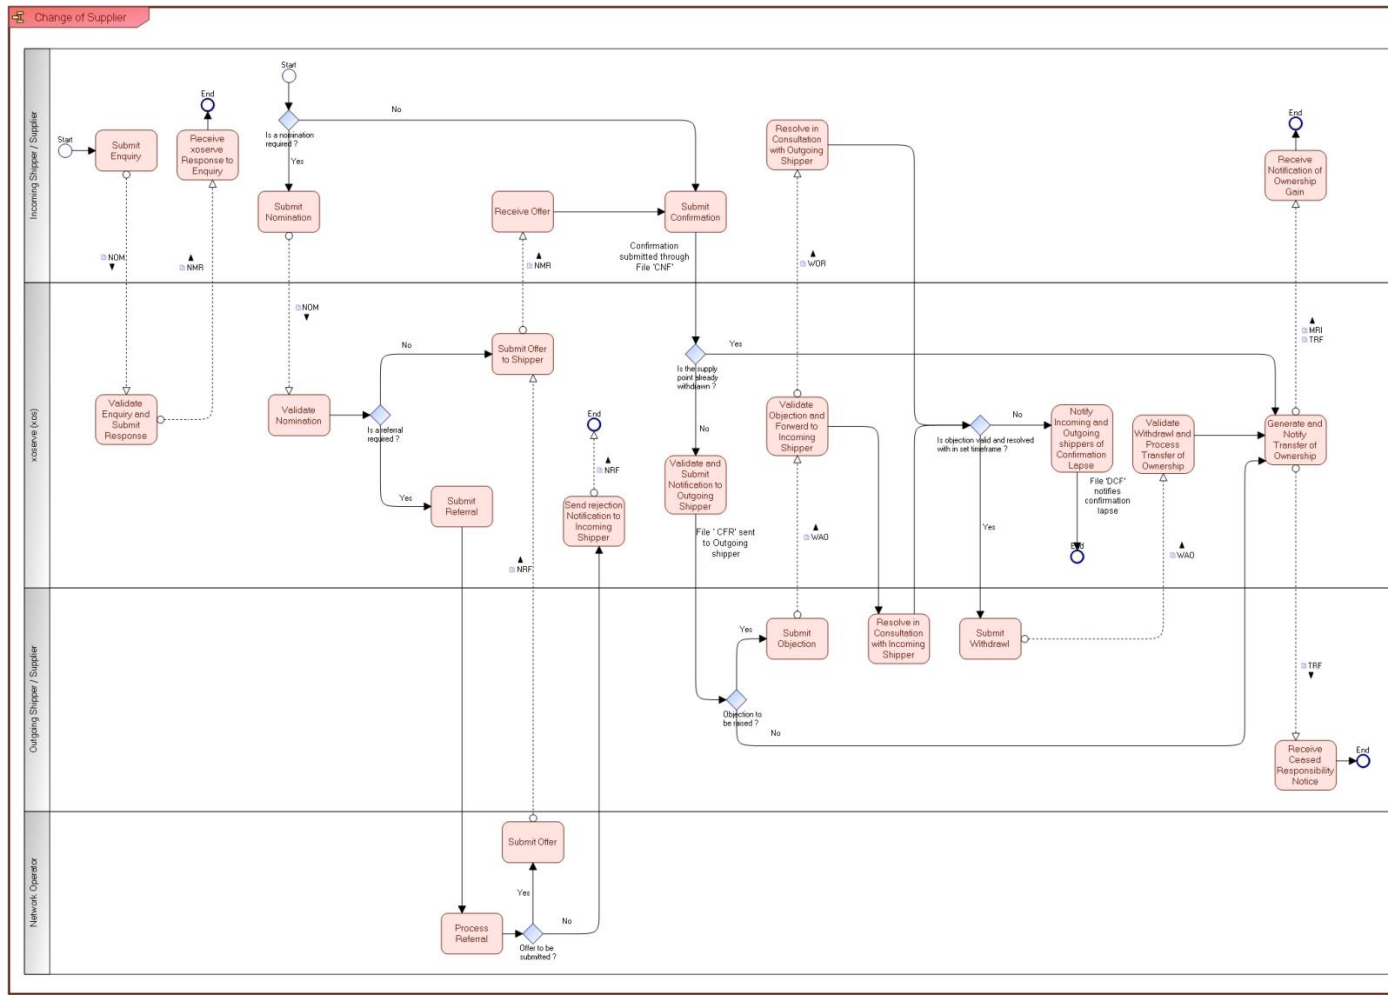 Change of Supplier
Incoming Shipper / Supplier
Start
Submit
Enquiry
End
Receive
xoserve
Response to
Enquiry
Start
Is a nomination
required ?
No
Yes
Submit
Nomination
Receive Offer
Submit
Confirmation
Confirmation
submitted through
File 'CNF'
Resolve in
Consultation
with Outgoing
Shipper
End
Receive
Notification of
Ownership
Gain
NOM
NMR
NMR
WOR
xoserve (xos)
NOM
Validate
Enquiry and
Submit
Response
Validate
Nomination
No
Is a referral
required ?
Yes
Submit Offer
to Shipper
Submit
Referral
NRF
End
NRF
Send rejection
Notification to
Incoming
Shipper
Is the supply
point already
withdrawn ?
Yes
No
Validate and
Submit
Notification to
Outgoing
Shipper
File ' CFR' sent
to Outgoing
shipper
Validate
Objection and
Forward to
Incoming
Shipper
WAO
Is objection valid and resolved
with in set timeframe ?
No
Yes
Notify
Incoming and
Outgoing
shippers of
Confirmation
Lapse
File 'DCF'
notifies
confirmation
lapse
End
Validate
Withdrawl and
Process
Transfer of
Ownership
WAO
MRI
TRF
Generate and
Notify
Transfer of
Ownership
Outgoing Shipper / Supplier
Objection to
be raised ?
Yes
No
Submit
Objection
Resolve in
Consultation
with Incoming
Shipper
Submit
Withdrawl
TRF
Receive
Ceased
Responsibility
Notice
End
Network Operator
Submit Offer
Yes
No
Process
Referral
Offer to be
submitted ?